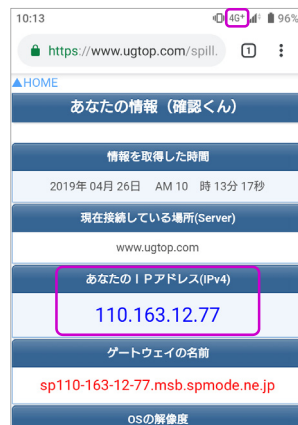 10:13 4G+ 96%
https://www.ugtop.com/spill. 1
▲HOME
あなたの情報（確認くん）
情報を取得した時間
2019年 04月 26日 AM 10 時 13分 17秒
現在接続している場所(Server)
www.ugtop.com
あなたのＩＰアドレス(IPv4)
110.163.12.77
ゲートウェイの名前
sp110-163-12-77.msb.spmode.ne.jp
OSの解像度